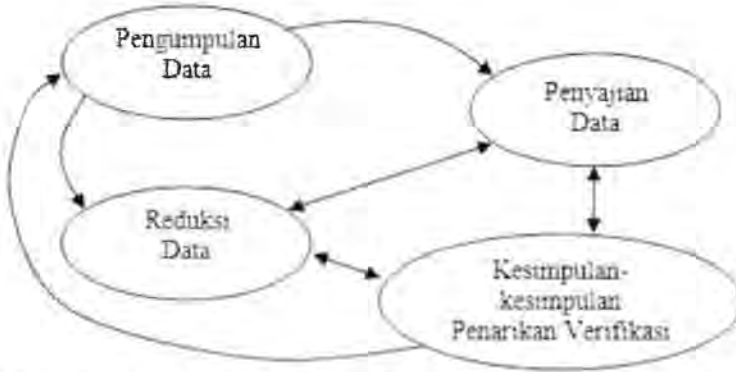 Pengumpulan
Data
Penyajian
Data
Reduksi
Data
Kesimpulan-
kesimpulan
Penarikan Verifikasi